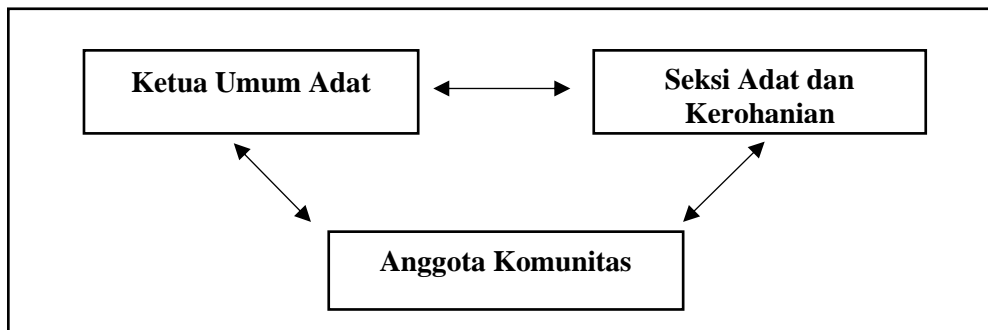 Ketua Umum Adat
Seksi Adat dan
Kerohanian
Anggota Komunitas